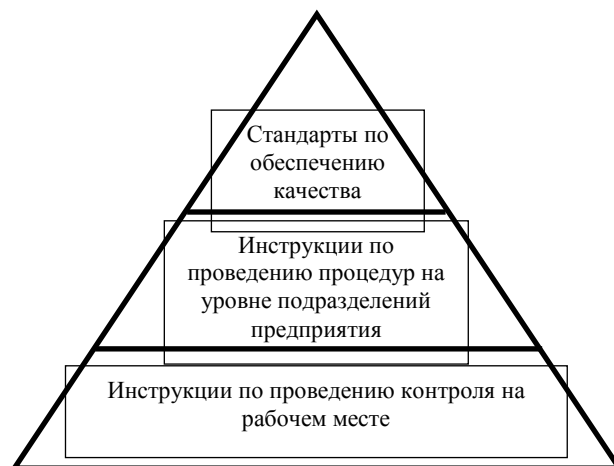 Стандарты по
обеспечению
качества
Инструкции по
проведению процедур на
уровне подразделений
предприятия
Инструкции по проведению контроля на
рабочем месте